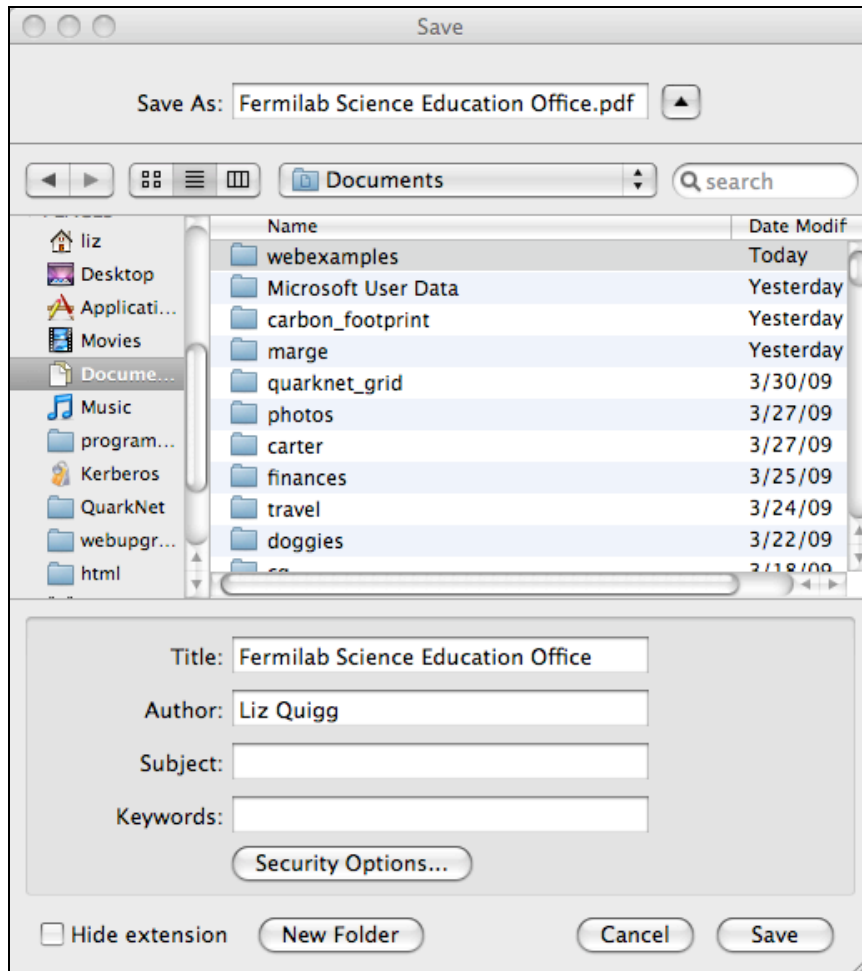 Save
Save As: Fermilab Science Education Office.pdf
Documents
search
Name Date Modif
liz
Desktop
Applicati...
Movies
Docume...
Music
program...
Kerberos
QuarkNet
webupgr...
html
webexamples Today
Microsoft User Data Yesterday
carbon_footprint Yesterday
marge Yesterday
quarknet_grid 3/30/09
photos 3/27/09
carter 3/27/09
finances 3/25/09
travel 3/24/09
doggies 3/22/09
3/18/09
Title: Fermilab Science Education Office
Author: Liz Quigg
Subject:
Keywords:
Security Options...
Hide extension New Folder Cancel Save